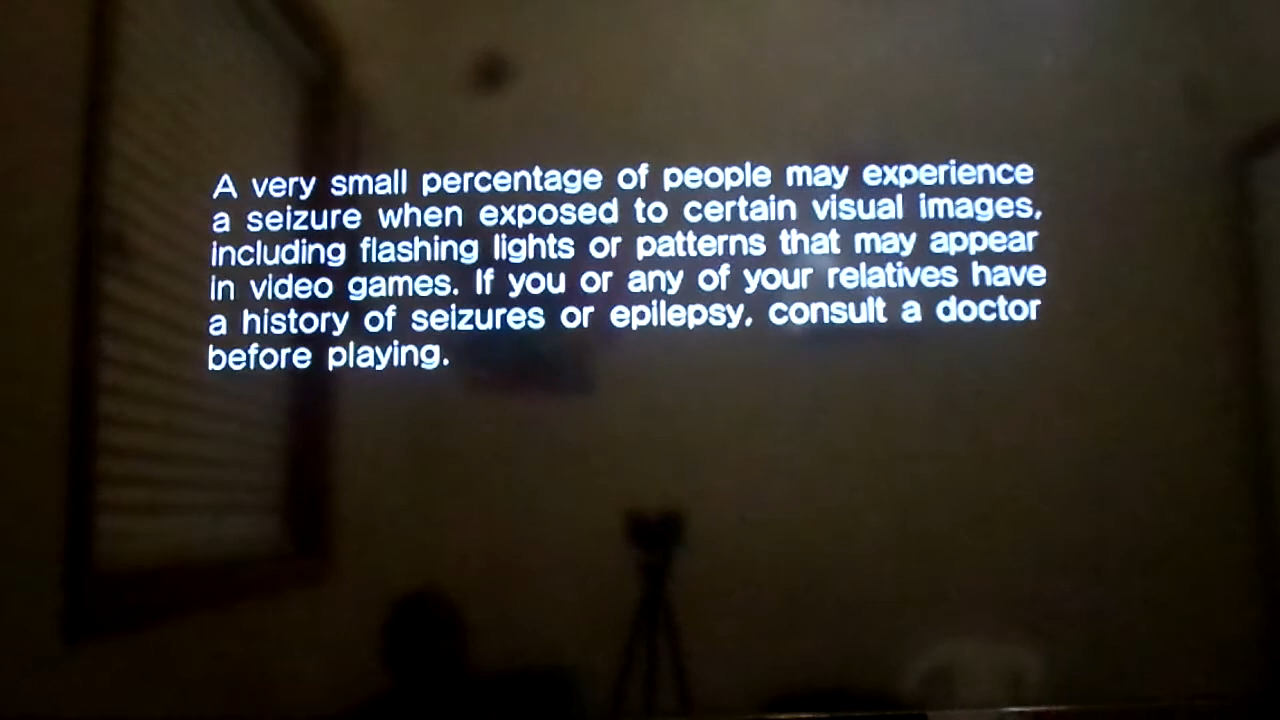 A very small percentage of people may experience
a seizure when exposed to certain visual images,
including flashing lights or patterns that may appear
in video games. If you or any of your relatives have
a history of seizures or epilepsy, consult a doctor
before playing.